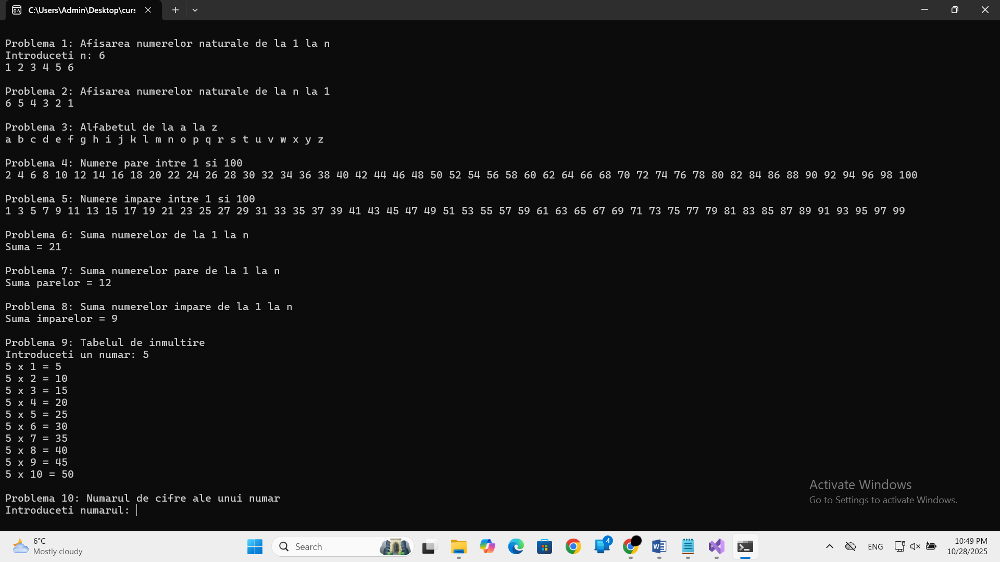 C:\Users\Admin\Desktop\curs
Problema 1: Afisarea numerelor naturale de la 1 la n
Introduceti n: 6
1 2 3 4 5 6
Problema 2: Afisarea numerelor naturale de la n la 1
6 5 4 3 2 1
Problema 3: Alfabetul de la a la z
a b c d e f g h i j k l m n o p q r s t u v w x y z
Problema 4: Numere pare intre 1 si 100
2 4 6 8 10 12 14 16 18 20 22 24 26 28 30 32 34 36 38 40 42 44 46 48 50 52 54 56 58 60 62 64 66 68 70 72 74 76 78 80 82 84 86 88 90 92 94 96 98 100
Problema 5: Numere impare intre 1 si 100
1 3 5 7 9 11 13 15 17 19 21 23 25 27 29 31 33 35 37 39 41 43 45 47 49 51 53 55 57 59 61 63 65 67 69 71 73 75 77 79 81 83 85 87 89 91 93 95 97 99
Problema 6: Suma numerelor de la 1 la n
Suma = 21
Problema 7: Suma numerelor pare de la 1 la n
Suma parelor = 12
Problema 8: Suma numerelor impare de la 1 la n
Suma imparelor = 9
Problema 9: Tabelul de inmultire
Introduceti un numar: 5
5 x 1 = 5
5 x 2 = 10
5 x 3 = 15
5 x 4 = 20
5 x 5 = 25
5 x 6 = 30
5 x 7 = 35
5 x 8 = 40
5 x 9 = 45
5 x 10 = 50
Problema 10: Numarul de cifre ale unui numar
Introduceti numarul:
Activate Windows
Go to Settings to activate Windows.
6°C
Mostly cloudy
Search
4
ENG
10:49 PM
10/28/2025